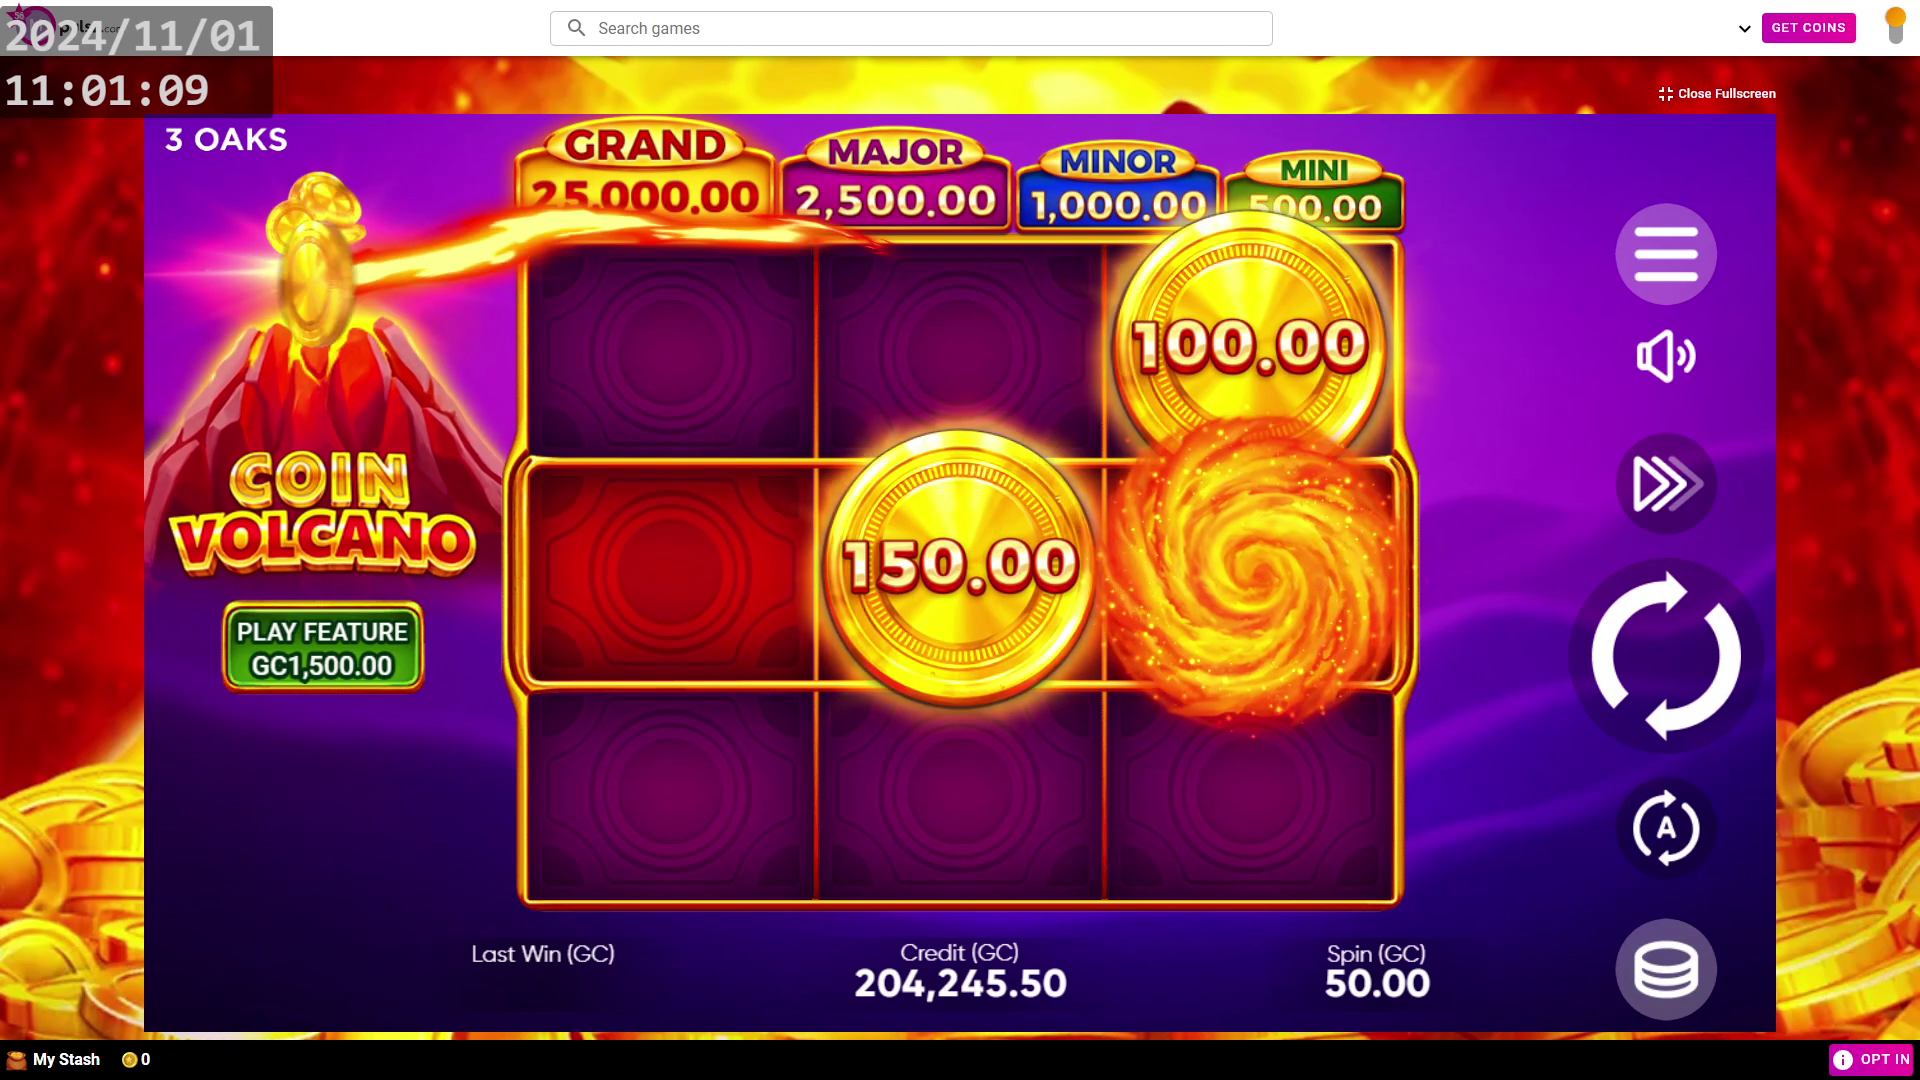 2024/11/01
11:01:09
Search games
GET COINS
Close Fullscreen
3 OAKS
GRAND
25,000.00
MAJOR
2,500.00
MINOR
1,000.00
MINI
500.00
100.00
150.00
COIN
VOLCANO
PLAY FEATURE
GC1,500.00
A
Last Win (GC)
Credit (GC)
204,245.50
Spin (GC)
50.00
My Stash
0
OPT IN